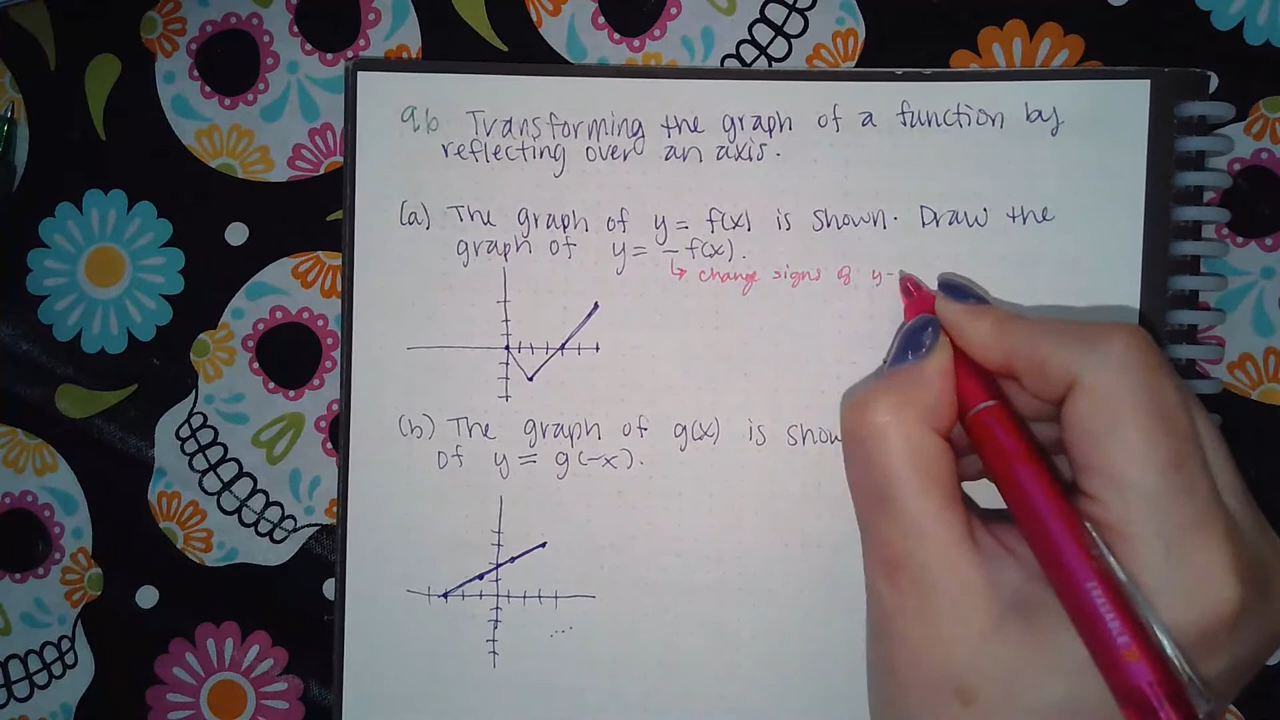 9b Transforming the graph of a function by
reflecting over an axis.
(a) The graph of y = f(x) is shown. Draw the
graph of y = -f(x).
↳ change signs of y-
(b) The graph of g(x) is show
of y = g(-x).